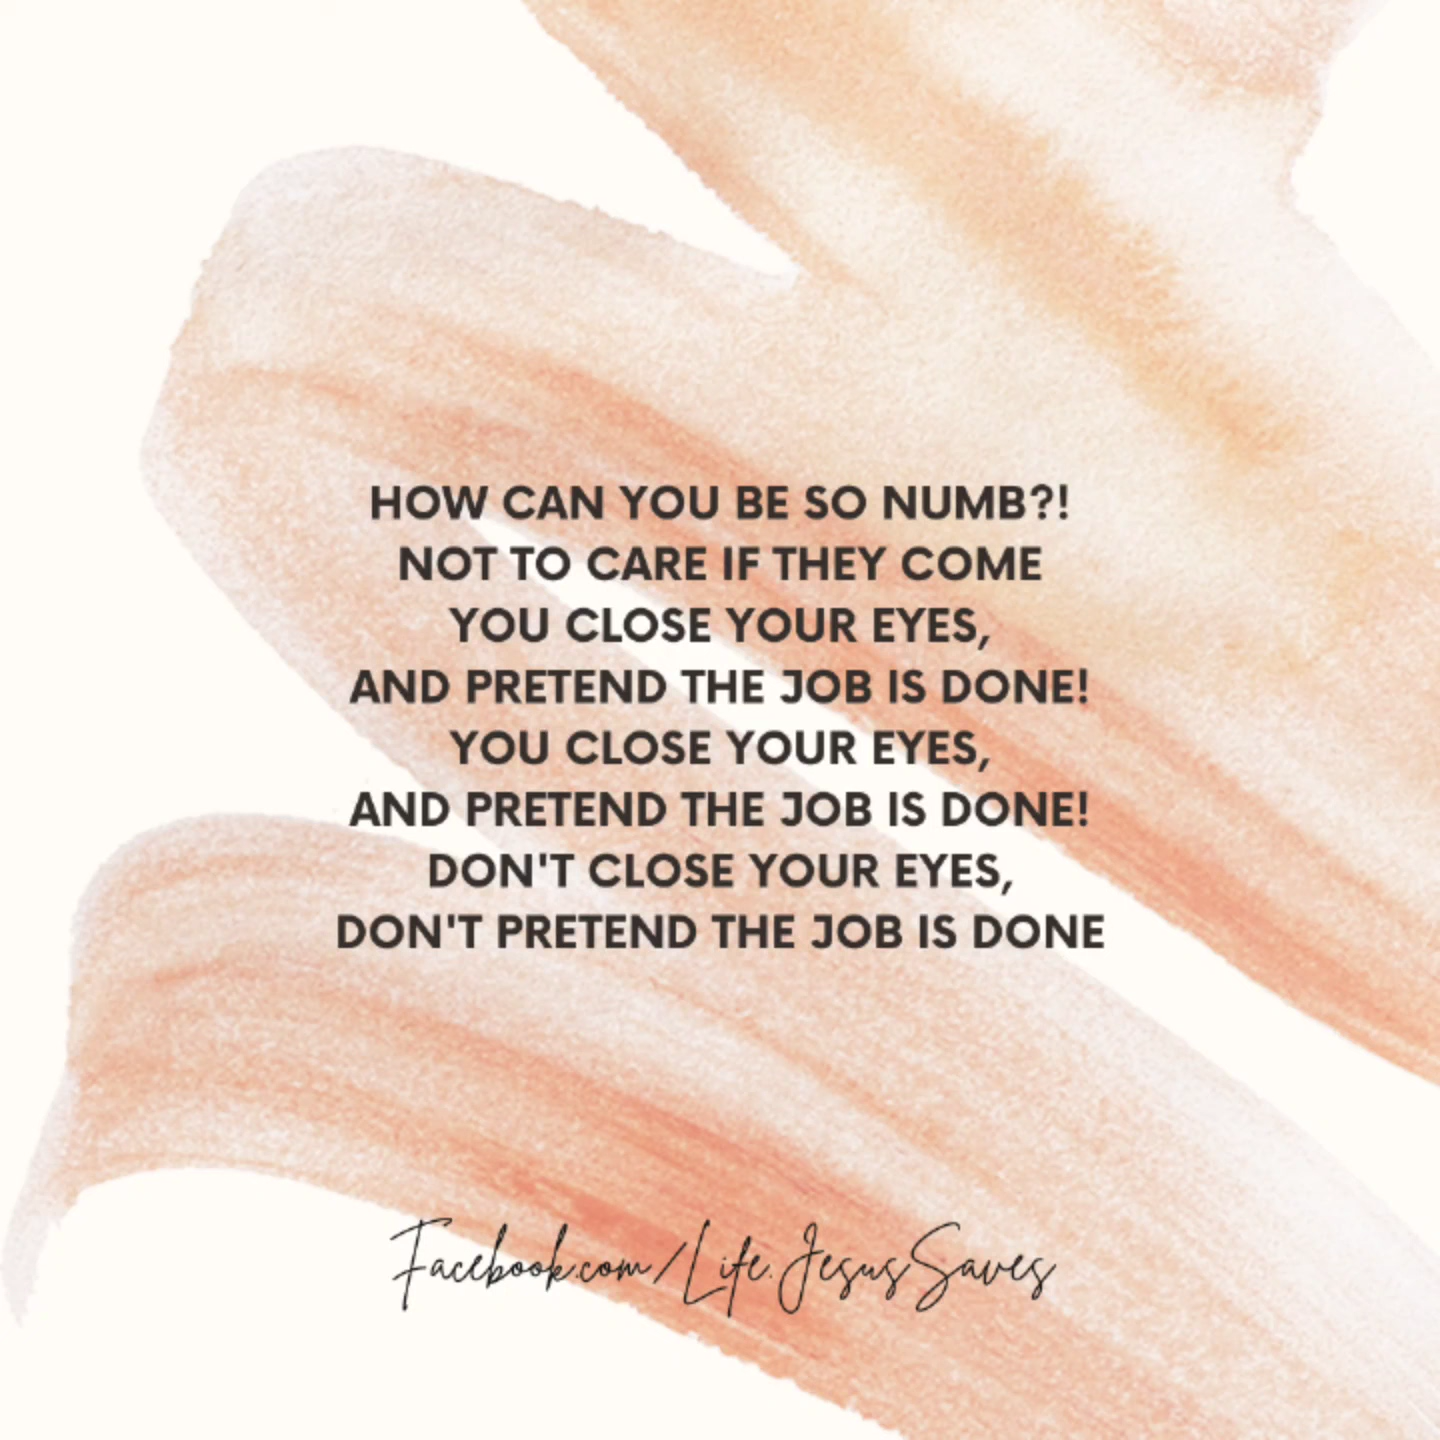 HOW CAN YOU BE SO NUMB?!
NOT TO CARE IF THEY COME
YOU CLOSE YOUR EYES,
AND PRETEND THE JOB IS DONE!
YOU CLOSE YOUR EYES,
AND PRETEND THE JOB IS DONE!
DON'T CLOSE YOUR EYES,
DON'T PRETEND THE JOB IS DONE
Facebook.com/Life.JesusSaves